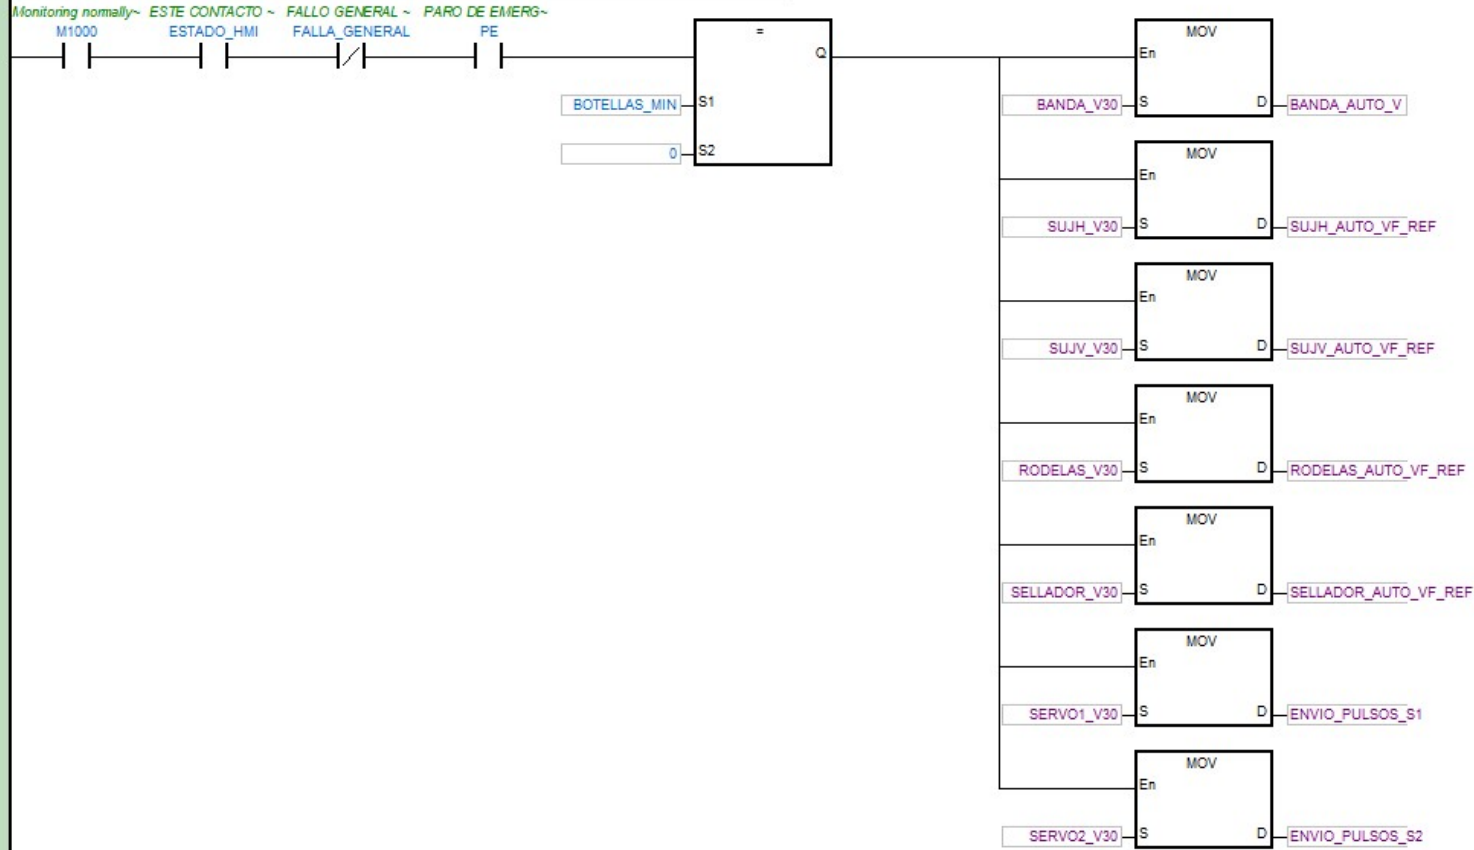 Monitoring normally~ ESTE CONTACTO ~ FALLO GENERAL ~ PARO DE EMERG~
M1000 ESTADO_HMI FALLA_GENERAL PE
=
Q
BOTELLAS_MIN S1
0 S2
MOV
En
BANDA_V30 S D BANDA_AUTO_V
MOV
En
SUJH_V30 S D SUJH_AUTO_VF_REF
MOV
En
SUJV_V30 S D SUJV_AUTO_VF_REF
MOV
En
RODELAS_V30 S D RODELAS_AUTO_VF_REF
MOV
En
SELLADOR_V30 S D SELLADOR_AUTO_VF_REF
MOV
En
SERVO1_V30 S D ENVIO_PULSOS_S1
MOV
En
SERVO2_V30 S D ENVIO_PULSOS_S2